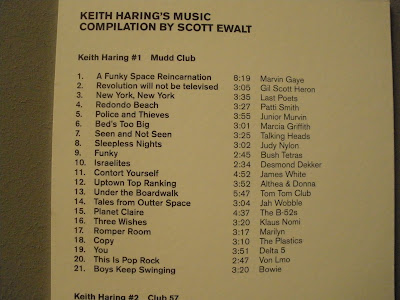 KEITH HARING'S MUSIC
COMPILATION BY SCOTT EWALT
Keith Haring #1 Mudd Club
1. A Funky Space Reincarnation 8:19 Marvin Gaye
2. Revolution will not be televised 3:05 Gil Scott Heron
3. New York, New York 3:35 Last Poets
4. Redondo Beach 3:27 Patti Smith
5. Police and Thieves 3:55 Junior Murvin
6. Bed's Too Big 3:01 Marcia Griffith
7. Seen and Not Seen 3:25 Talking Heads
8. Sleepless Nights 3:02 Judy Nylon
9. Funky 2:45 Bush Tetras
10. Israelites 2:34 Desmond Dekker
11. Contort Yourself 4:52 James White
12. Uptown Top Ranking 3:52 Althea & Donna
13. Under the Boardwalk 5:47 Tom Tom Club
14. Tales from Outter Space 3:04 Jah Wobble
15. Planet Claire 4:37 The B-52s
16. Three Wishes 3:20 Klaus Nomi
17. Romper Room 3:17 Marilyn
18. Copy 3:10 The Plastics
19. You 3:51 Delta 5
20. This Is Pop Rock 2:47 Von Lmo
21. Boys Keep Swinging 3:20 Bowie
Keith Haring #2 Club 57